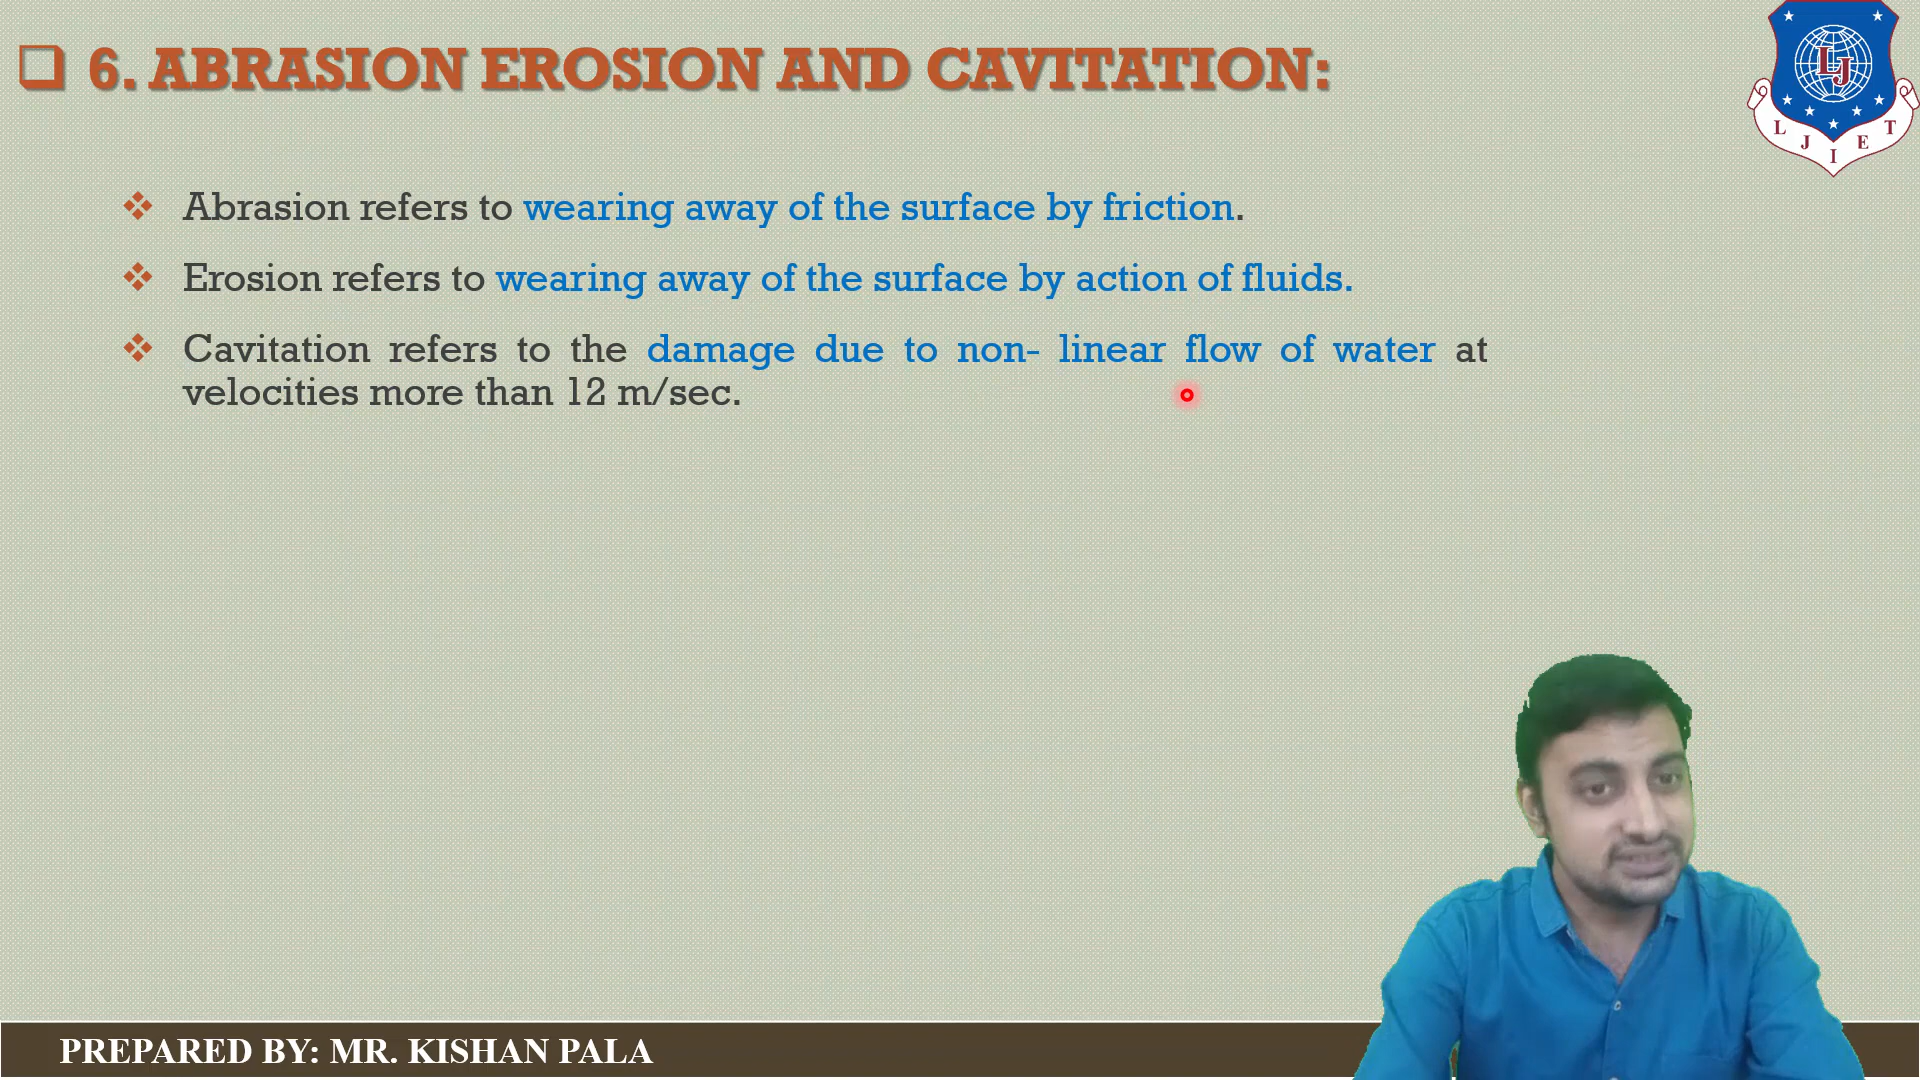 6. ABRASION EROSION AND CAVITATION:
LJ
L J I E T
Abrasion refers to wearing away of the surface by friction.
Erosion refers to wearing away of the surface by action of fluids.
Cavitation refers to the damage due to non- linear flow of water at
velocities more than 12 m/sec.
PREPARED BY: MR. KISHAN PALA